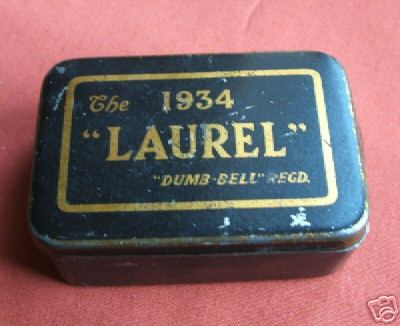 The 1934
"LAUREL"
"DUMB-BELL" REGD.